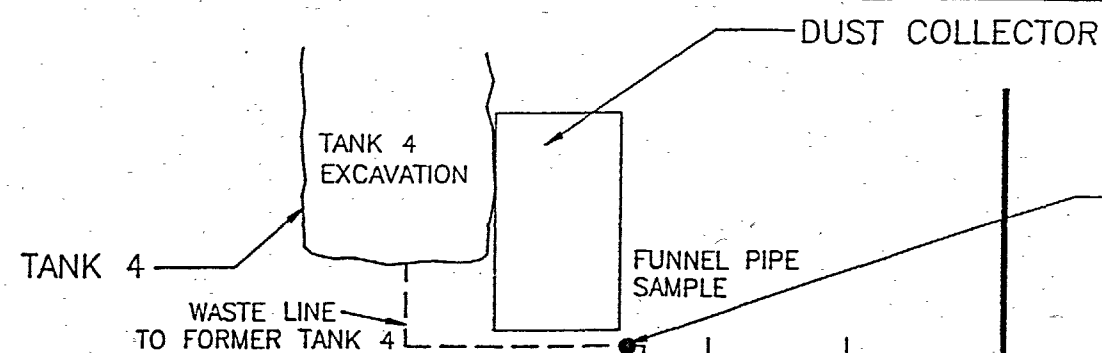 DUST COLLECTOR
TANK 4
EXCAVATION
TANK 4
FUNNEL PIPE
SAMPLE
WASTE LINE
TO FORMER TANK 4